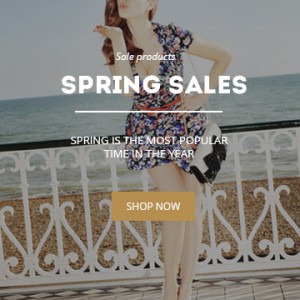 Sale products
SPRING SALES
SPRING IS THE MOST POPULAR
TIME IN THE YEAR
SHOP NOW